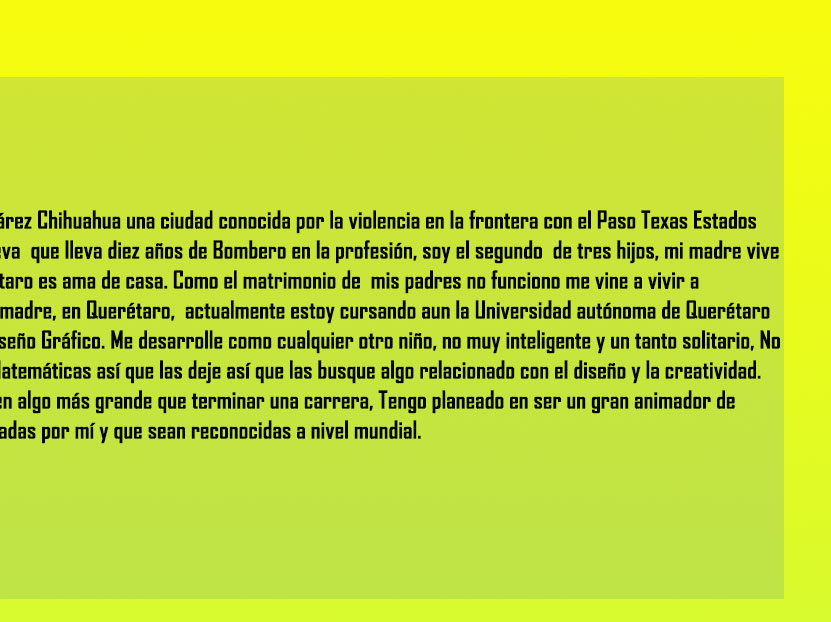 árez Chihuahua una ciudad conocida por la violencia en la frontera con el Paso Texas Estados
eva  que lleva diez años de Bombero en la profesión, soy el segundo  de tres hijos, mi madre vive
taro es ama de casa. Como el matrimonio de  mis padres no funciono me vine a vivir a
madre, en Querétaro,  actualmente estoy cursando aun la Universidad autónoma de Querétaro
seño Gráfico. Me desarrolle como cualquier otro niño, no muy inteligente y un tanto solitario, No
latemáticas así que las deje así que las busque algo relacionado con el diseño y la creatividad.
en algo más grande que terminar una carrera, Tengo planeado en ser un gran animador de
adas por mí y que sean reconocidas a nivel mundial.